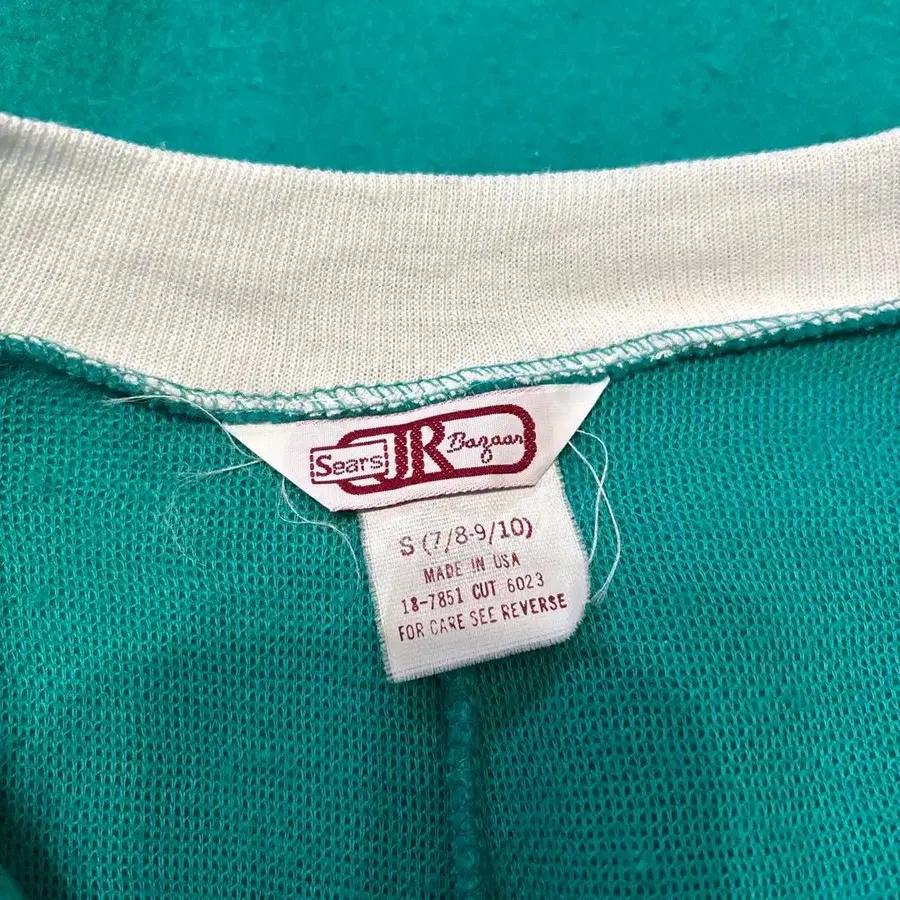 Sears JR Bazaar
S (7/8-9/10)
MADE IN USA
18-7851 CUT 6023
FOR CARE SEE REVERSE